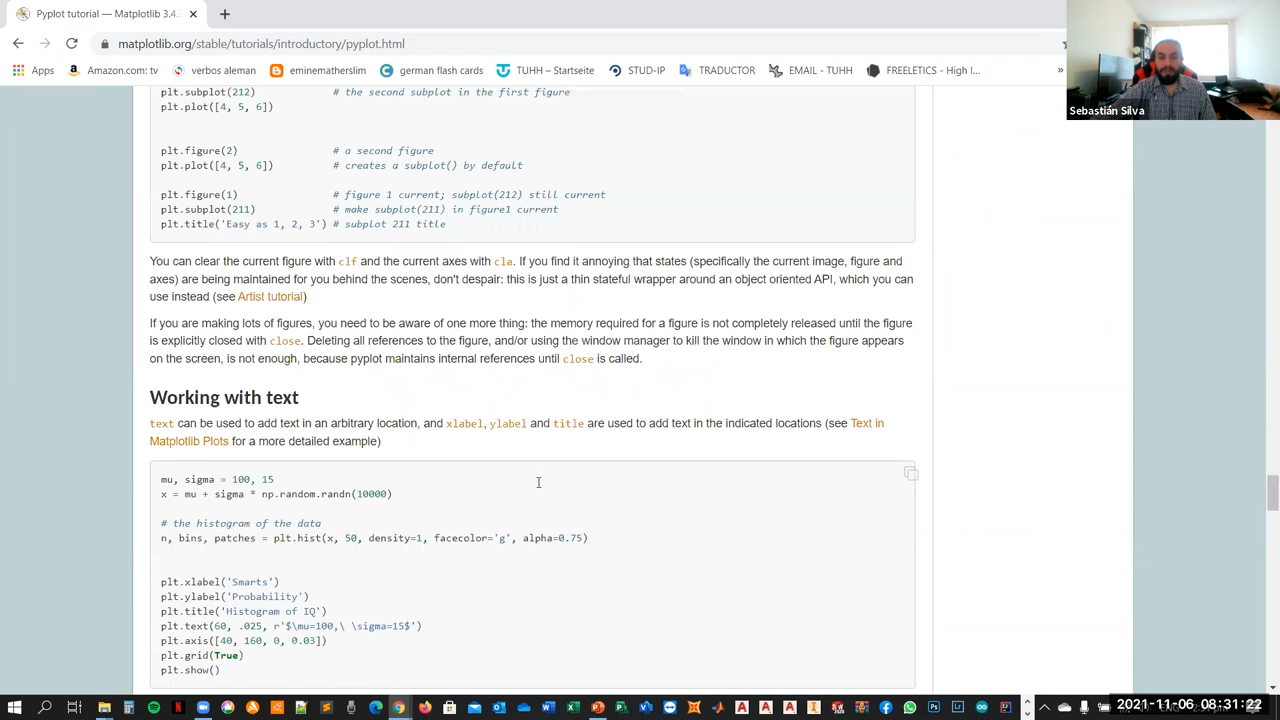 Pyplot tutorial — Matplotlib 3.4.
matplotlib.org/stable/tutorials/introductory/pyplot.html
Apps
Amazon.com: tv
verbos aleman
eminematherslim
german flash cards
TUHH – Startseite
STUD-IP
TRADUCTOR
EMAIL - TUHH
FREELETICS - High I...
»
Sebastián Silva
plt.subplot(212) # the second subplot in the first figure
plt.plot([4, 5, 6])
plt.figure(2) # a second figure
plt.plot([4, 5, 6]) # creates a subplot() by default
plt.figure(1) # figure 1 current; subplot(212) still current
plt.subplot(211) # make subplot(211) in figure1 current
plt.title('Easy as 1, 2, 3') # subplot 211 title
You can clear the current figure with clf and the current axes with cla. If you find it annoying that states (specifically the current image, figure and
axes) are being maintained for you behind the scenes, don't despair: this is just a thin stateful wrapper around an object oriented API, which you can
use instead (see Artist tutorial)
If you are making lots of figures, you need to be aware of one more thing: the memory required for a figure is not completely released until the figure
is explicitly closed with close. Deleting all references to the figure, and/or using the window manager to kill the window in which the figure appears
on the screen, is not enough, because pyplot maintains internal references until close is called.
Working with text
text can be used to add text in an arbitrary location, and xlabel, ylabel and title are used to add text in the indicated locations (see Text in
Matplotlib Plots for a more detailed example)
mu, sigma = 100, 15
x = mu + sigma * np.random.randn(10000)
# the histogram of the data
n, bins, patches = plt.hist(x, 50, density=1, facecolor='g', alpha=0.75)
plt.xlabel('Smarts')
plt.ylabel('Probability')
plt.title('Histogram of IQ')
plt.text(60, .025, r'$\mu=100,\ \sigma=15$')
plt.axis([40, 160, 0, 0.03])
plt.grid(True)
plt.show()
2021-11-06 08:31:22